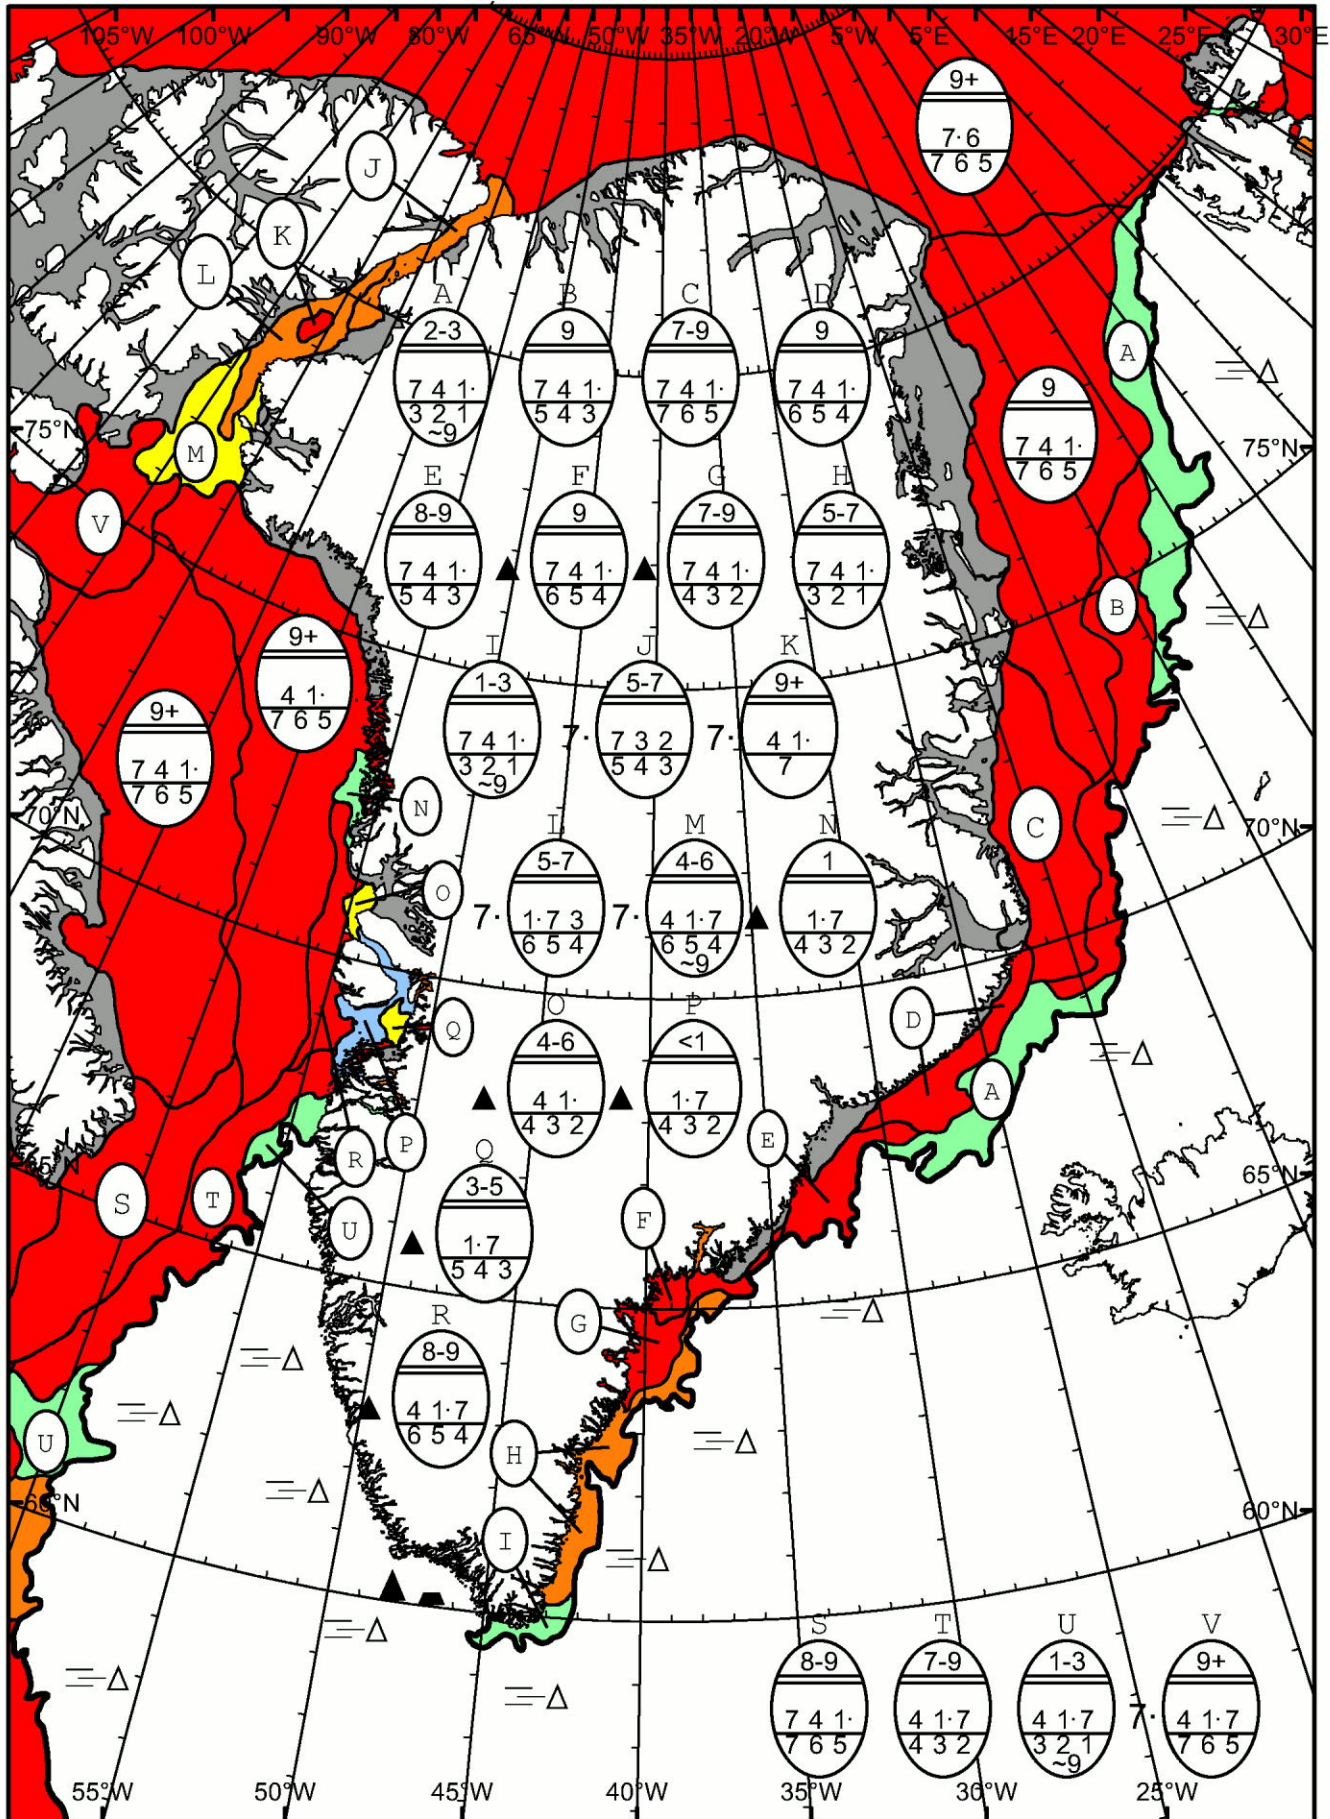 105°W 100°W 90°W 80°W 65°W 50°W 35°W 20°W 5°W 5°E 15°E 20°E 25°E 30°E
9+
7·6
7 6 5
J
K
L
A B C D
2-3 9 7-9 9
7 4 1· 7 4 1· 7 4 1· 7 4 1·
3 2 1 5 4 3 7 6 5 6 5 4
~9
A
9
7 4 1·
7 6 5
75°N 75°N
M
V
E F G H
8-9 9 7-9 5-7
7 4 1· 7 4 1· 7 4 1· 7 4 1·
5 4 3 6 5 4 4 3 2 3 2 1
B
9+
4 1·
7 6 5
9+
7 4 1·
7 6 5
I J K
1-3 5-7 9+
7 4 1· 7· 7 3 2 7· 4 1·
3 2 1 5 4 3 7
~9
N
70°N C 70°N
L M N
5-7 4-6 1
O
7· 1·7 3 7· 4 1·7 1·7
6 5 4 6 5 4 4 3 2
~9
O P
Q D
4-6 <1
4 1· 1·7
4 3 2 4 3 2
A
E
P
R
Q
65°N 65°N
S T
3-5
U F
1·7
5 4 3
R G
8-9
4 1·7
6 5 4
U H
60°N 60°N
I
S T U V
8-9 7-9 1-3 9+
7 4 1· 4 1·7 4 1·7 7· 4 1·7
7 6 5 4 3 2 3 2 1 7 6 5
~9
55°W 50°W 45°W 40°W 35°W 30°W 25°W